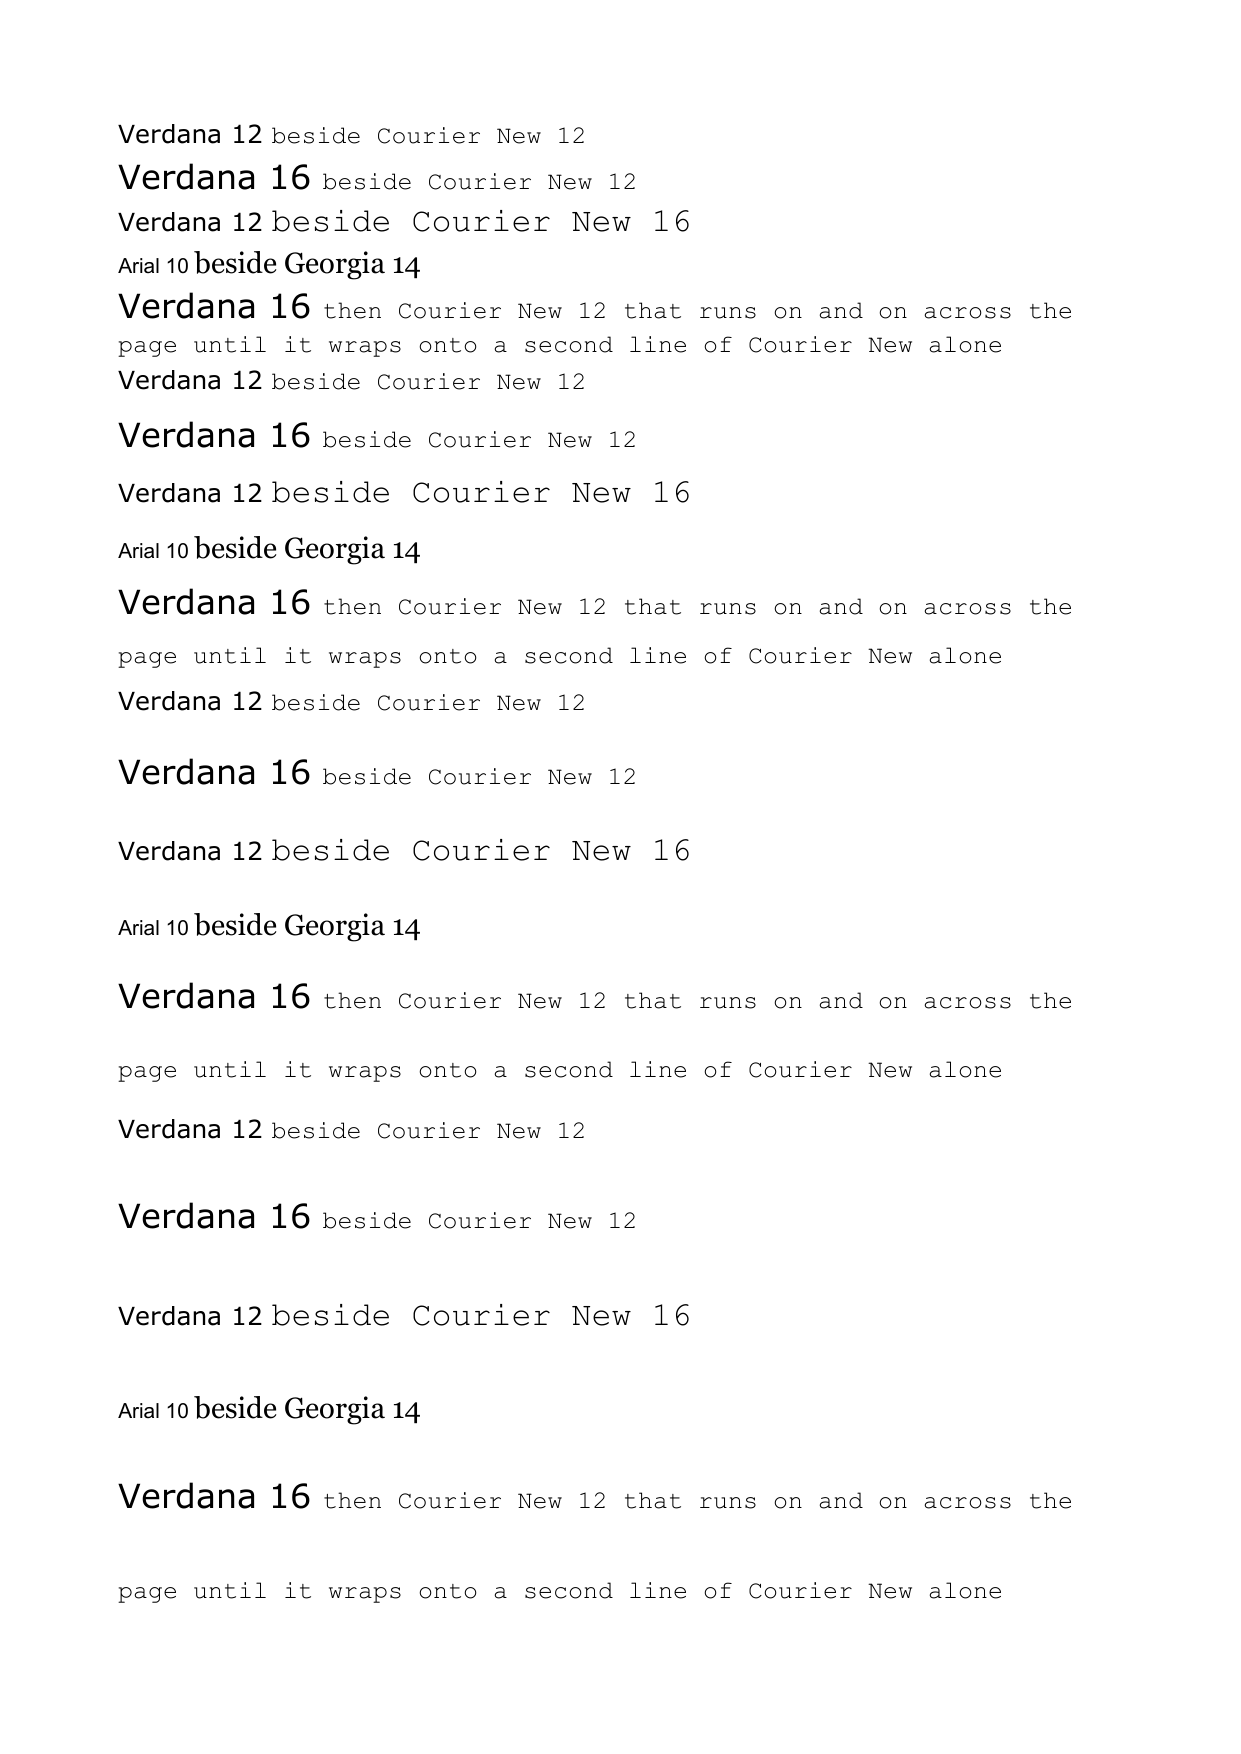 Verdana 12 beside Courier New 12
Verdana 16 beside Courier New 12
Verdana 12 beside Courier New 16
Arial 10 beside Georgia 14
Verdana 16 then Courier New 12 that runs on and on across the
page until it wraps onto a second line of Courier New alone
Verdana 12 beside Courier New 12
Verdana 16 beside Courier New 12
Verdana 12 beside Courier New 16
Arial 10 beside Georgia 14
Verdana 16 then Courier New 12 that runs on and on across the
page until it wraps onto a second line of Courier New alone
Verdana 12 beside Courier New 12
Verdana 16 beside Courier New 12
Verdana 12 beside Courier New 16
Arial 10 beside Georgia 14
Verdana 16 then Courier New 12 that runs on and on across the
page until it wraps onto a second line of Courier New alone
Verdana 12 beside Courier New 12
Verdana 16 beside Courier New 12
Verdana 12 beside Courier New 16
Arial 10 beside Georgia 14
Verdana 16 then Courier New 12 that runs on and on across the
page until it wraps onto a second line of Courier New alone